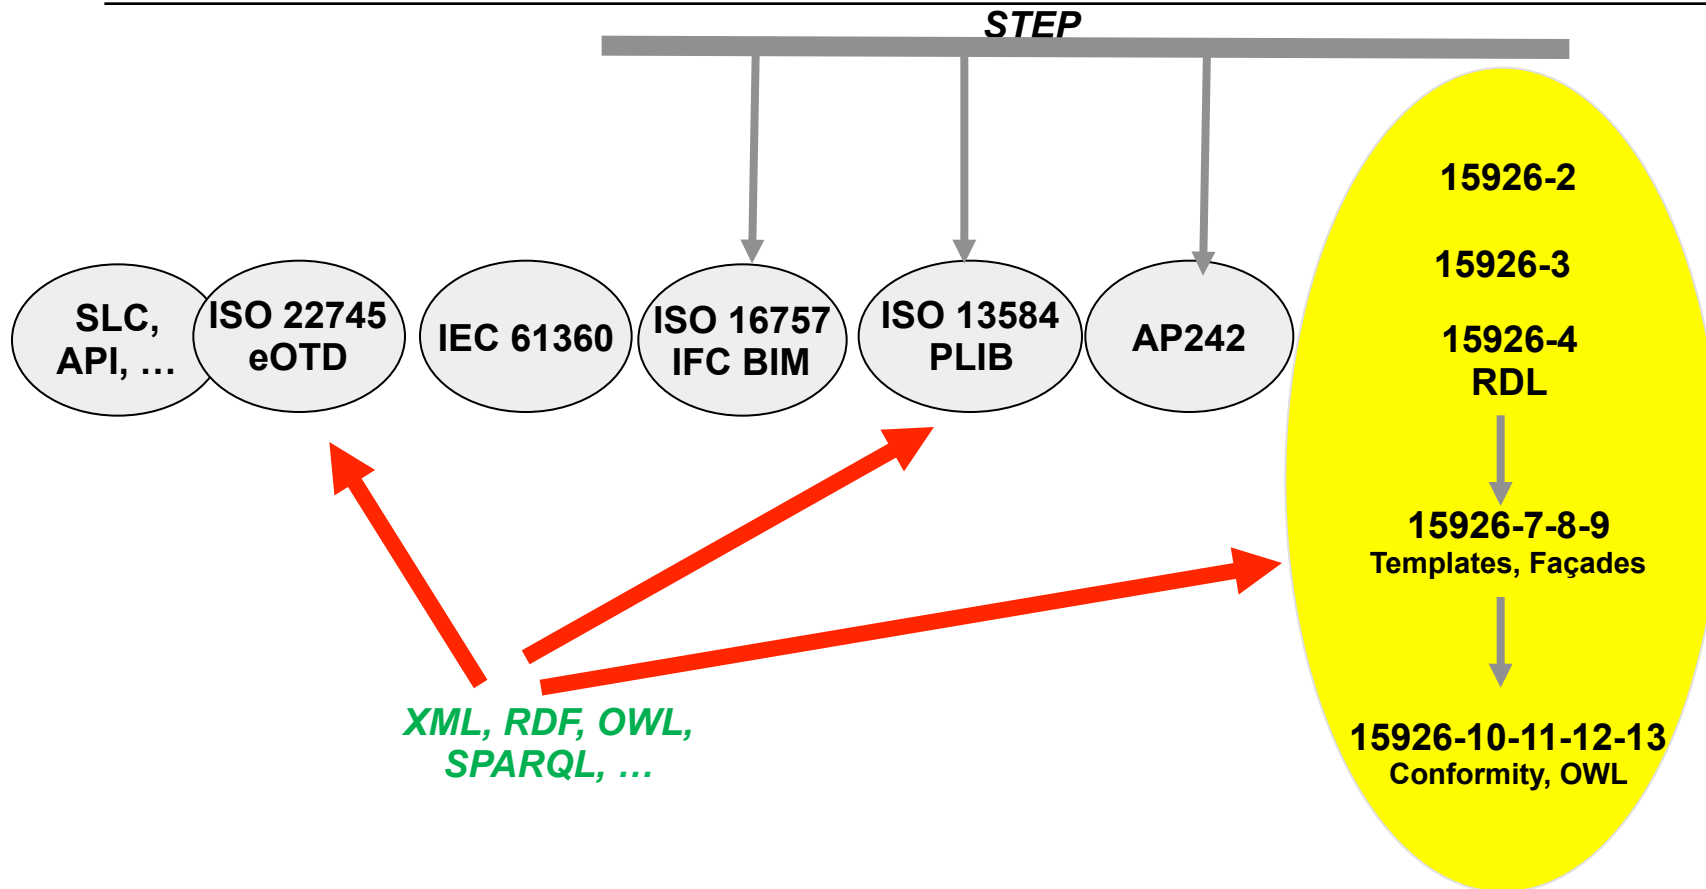 STEP
SLC,
API, …
ISO 22745
eOTD
IEC 61360
ISO 16757
IFC BIM
ISO 13584
PLIB
AP242
15926-2
15926-3
15926-4
RDL
15926-7-8-9
Templates, Façades
15926-10-11-12-13
Conformity, OWL
XML, RDF, OWL,
SPARQL, …